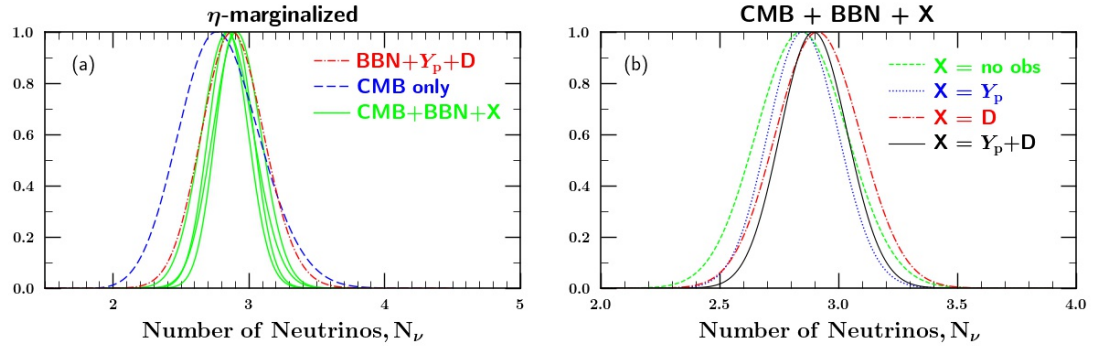 η-marginalized
1.0
0.8
0.6
0.4
0.2
0.0
(a)
BBN+Yp+D
CMB only
CMB+BBN+X
2 3 4 5
Number of Neutrinos, Nν
CMB + BBN + X
1.0
0.8
0.6
0.4
0.2
0.0
(b)
X = no obs
X = Yp
X = D
X = Yp+D
2.0 2.5 3.0 3.5 4.0
Number of Neutrinos, Nν